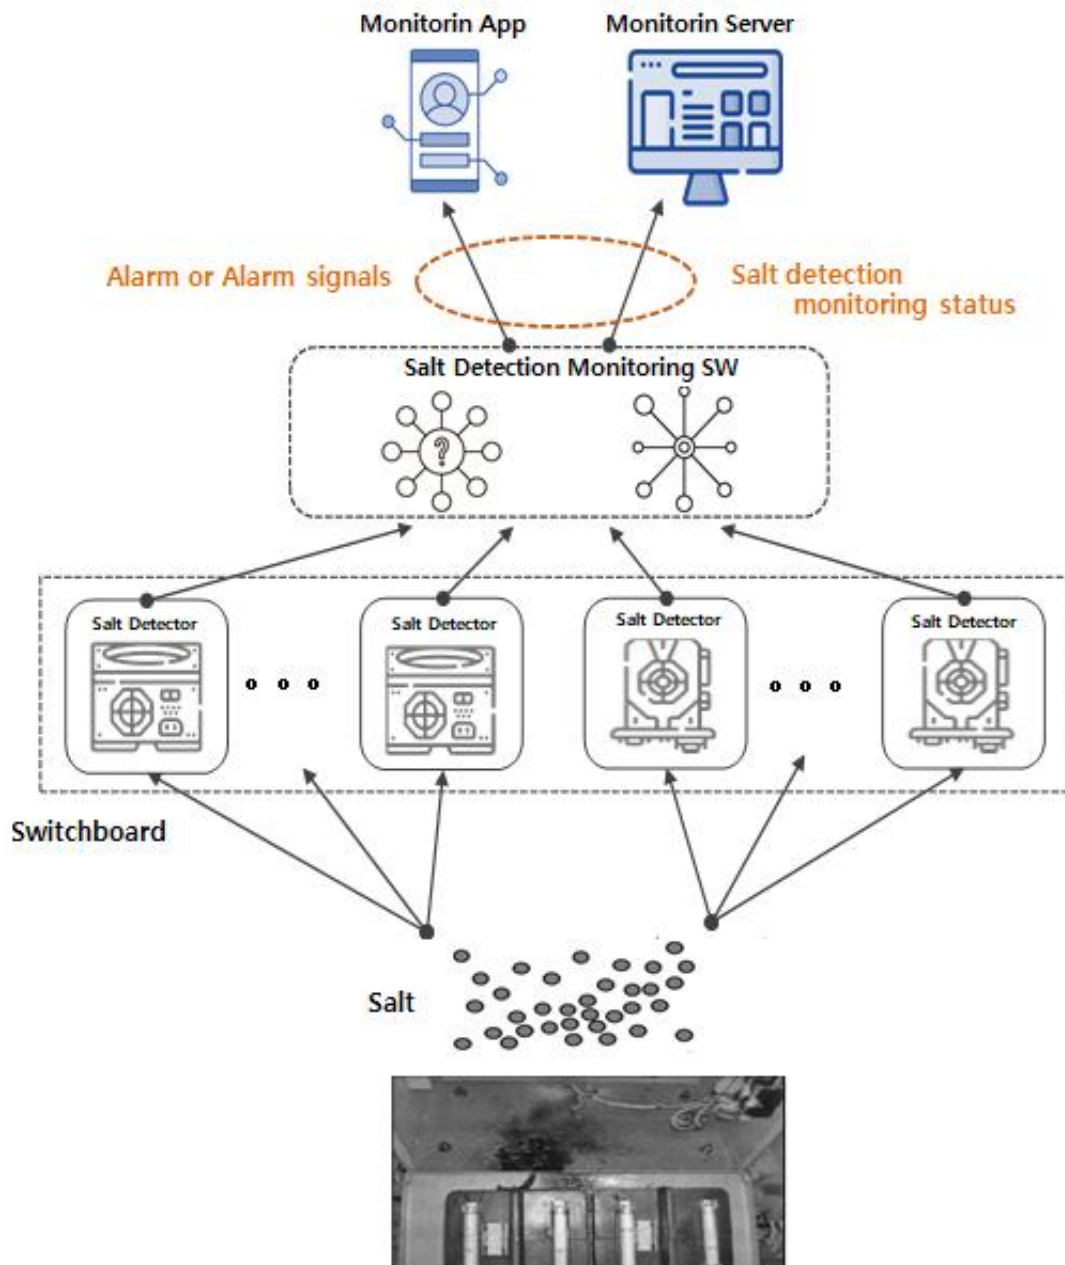 Monitorin App
Monitorin Server
Alarm or Alarm signals
Salt detection
monitoring status
Salt Detection Monitoring SW
?
Salt Detector
Salt Detector
Salt Detector
Salt Detector
Switchboard
Salt